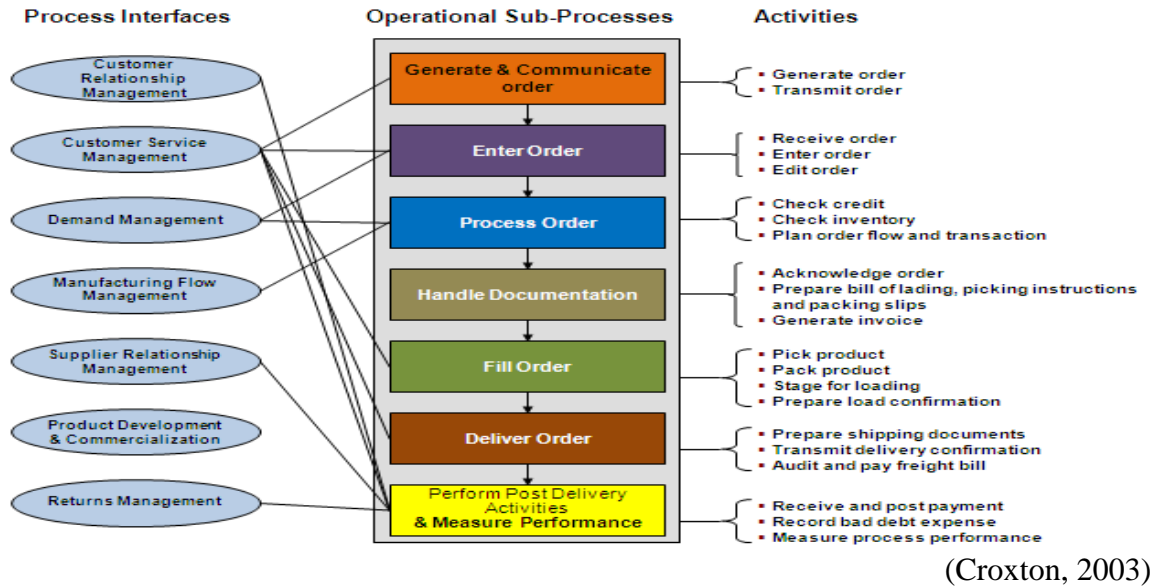 Process Interfaces
Operational Sub-Processes
Activities
Customer
Relationship
Management
Customer Service
Management
Demand Management
Manufacturing Flow
Management
Supplier Relationship
Management
Product Development
& Commercialization
Returns Management
Generate & Communicate
order
Enter Order
Process Order
Handle Documentation
Fill Order
Deliver Order
Perform Post Delivery
Activities
& Measure Performance
▪ Generate order
▪ Transmit order
▪ Receive order
▪ Enter order
▪ Edit order
▪ Check credit
▪ Check inventory
▪ Plan order flow and transaction
▪ Acknowledge order
▪ Prepare bill of lading, picking instructions
and packing slips
▪ Generate invoice
▪ Pick product
▪ Pack product
▪ Stage for loading
▪ Prepare load confirmation
▪ Prepare shipping documents
▪ Transmit delivery confirmation
▪ Audit and pay freight bill
▪ Receive and post payment
▪ Record bad debt expense
▪ Measure process performance
(Croxton, 2003)